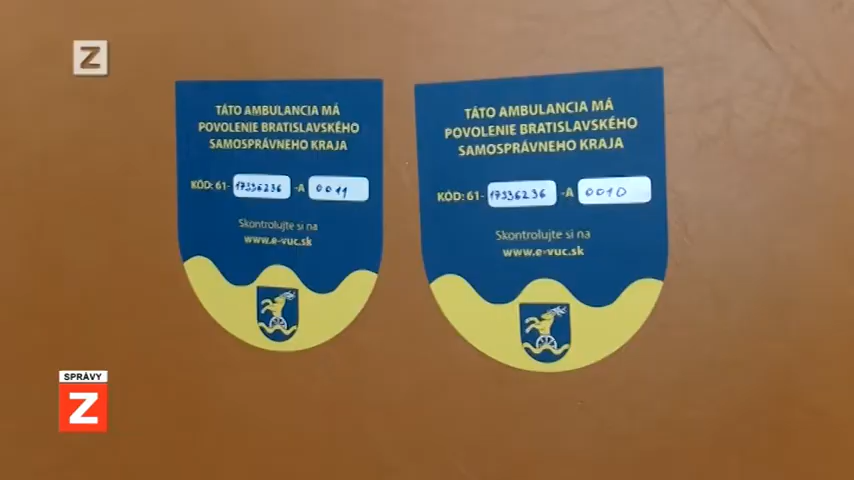 Z
TÁTO AMBULANCIA MÁ
POVOLENIE BRATISLAVSKÉHO
SAMOSPRÁVNEHO KRAJA
KÓD: 61- 17336236 -A 0011
Skontrolujte si na
www.e-vuc.sk
TÁTO AMBULANCIA MÁ
POVOLENIE BRATISLAVSKÉHO
SAMOSPRÁVNEHO KRAJA
KÓD: 61- 17336236 -A 0010
Skontrolujte si na
www.e-vuc.sk
SPRÁVY
Z